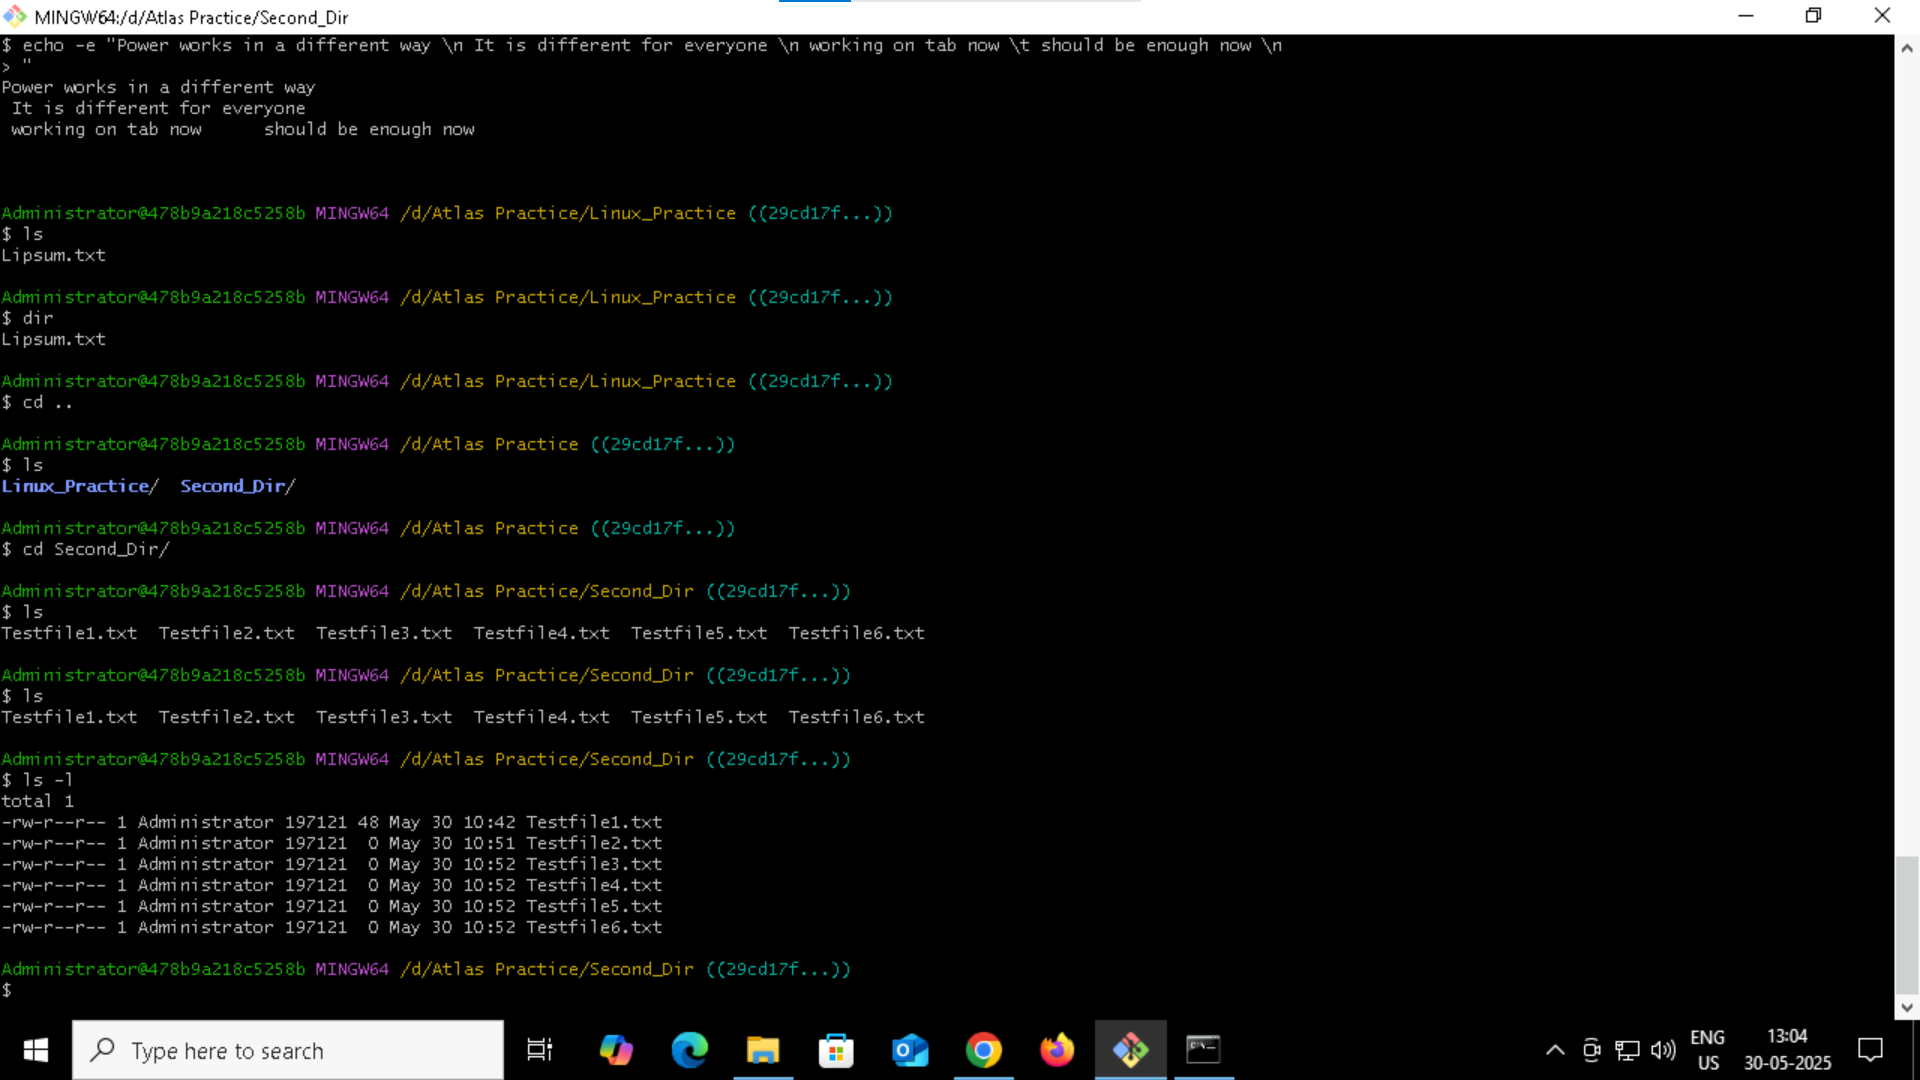 MINGW64:/d/Atlas Practice/Second_Dir
$ echo -e "Power works in a different way \n It is different for everyone \n working on tab now \t should be enough now \n
> "
Power works in a different way
 It is different for everyone
 working on tab now      should be enough now
Administrator@478b9a218c5258b MINGW64 /d/Atlas Practice/Linux_Practice ((29cd17f...))
$ ls
Lipsum.txt
Administrator@478b9a218c5258b MINGW64 /d/Atlas Practice/Linux_Practice ((29cd17f...))
$ dir
Lipsum.txt
Administrator@478b9a218c5258b MINGW64 /d/Atlas Practice/Linux_Practice ((29cd17f...))
$ cd ..
Administrator@478b9a218c5258b MINGW64 /d/Atlas Practice ((29cd17f...))
$ ls
Linux_Practice/  Second_Dir/
Administrator@478b9a218c5258b MINGW64 /d/Atlas Practice ((29cd17f...))
$ cd Second_Dir/
Administrator@478b9a218c5258b MINGW64 /d/Atlas Practice/Second_Dir ((29cd17f...))
$ ls
Testfile1.txt  Testfile2.txt  Testfile3.txt  Testfile4.txt  Testfile5.txt  Testfile6.txt
Administrator@478b9a218c5258b MINGW64 /d/Atlas Practice/Second_Dir ((29cd17f...))
$ ls
Testfile1.txt  Testfile2.txt  Testfile3.txt  Testfile4.txt  Testfile5.txt  Testfile6.txt
Administrator@478b9a218c5258b MINGW64 /d/Atlas Practice/Second_Dir ((29cd17f...))
$ ls -l
total 1
-rw-r--r-- 1 Administrator 197121 48 May 30 10:42 Testfile1.txt
-rw-r--r-- 1 Administrator 197121  0 May 30 10:51 Testfile2.txt
-rw-r--r-- 1 Administrator 197121  0 May 30 10:52 Testfile3.txt
-rw-r--r-- 1 Administrator 197121  0 May 30 10:52 Testfile4.txt
-rw-r--r-- 1 Administrator 197121  0 May 30 10:52 Testfile5.txt
-rw-r--r-- 1 Administrator 197121  0 May 30 10:52 Testfile6.txt
Administrator@478b9a218c5258b MINGW64 /d/Atlas Practice/Second_Dir ((29cd17f...))
$
Type here to search
ENG
US
13:04
30-05-2025